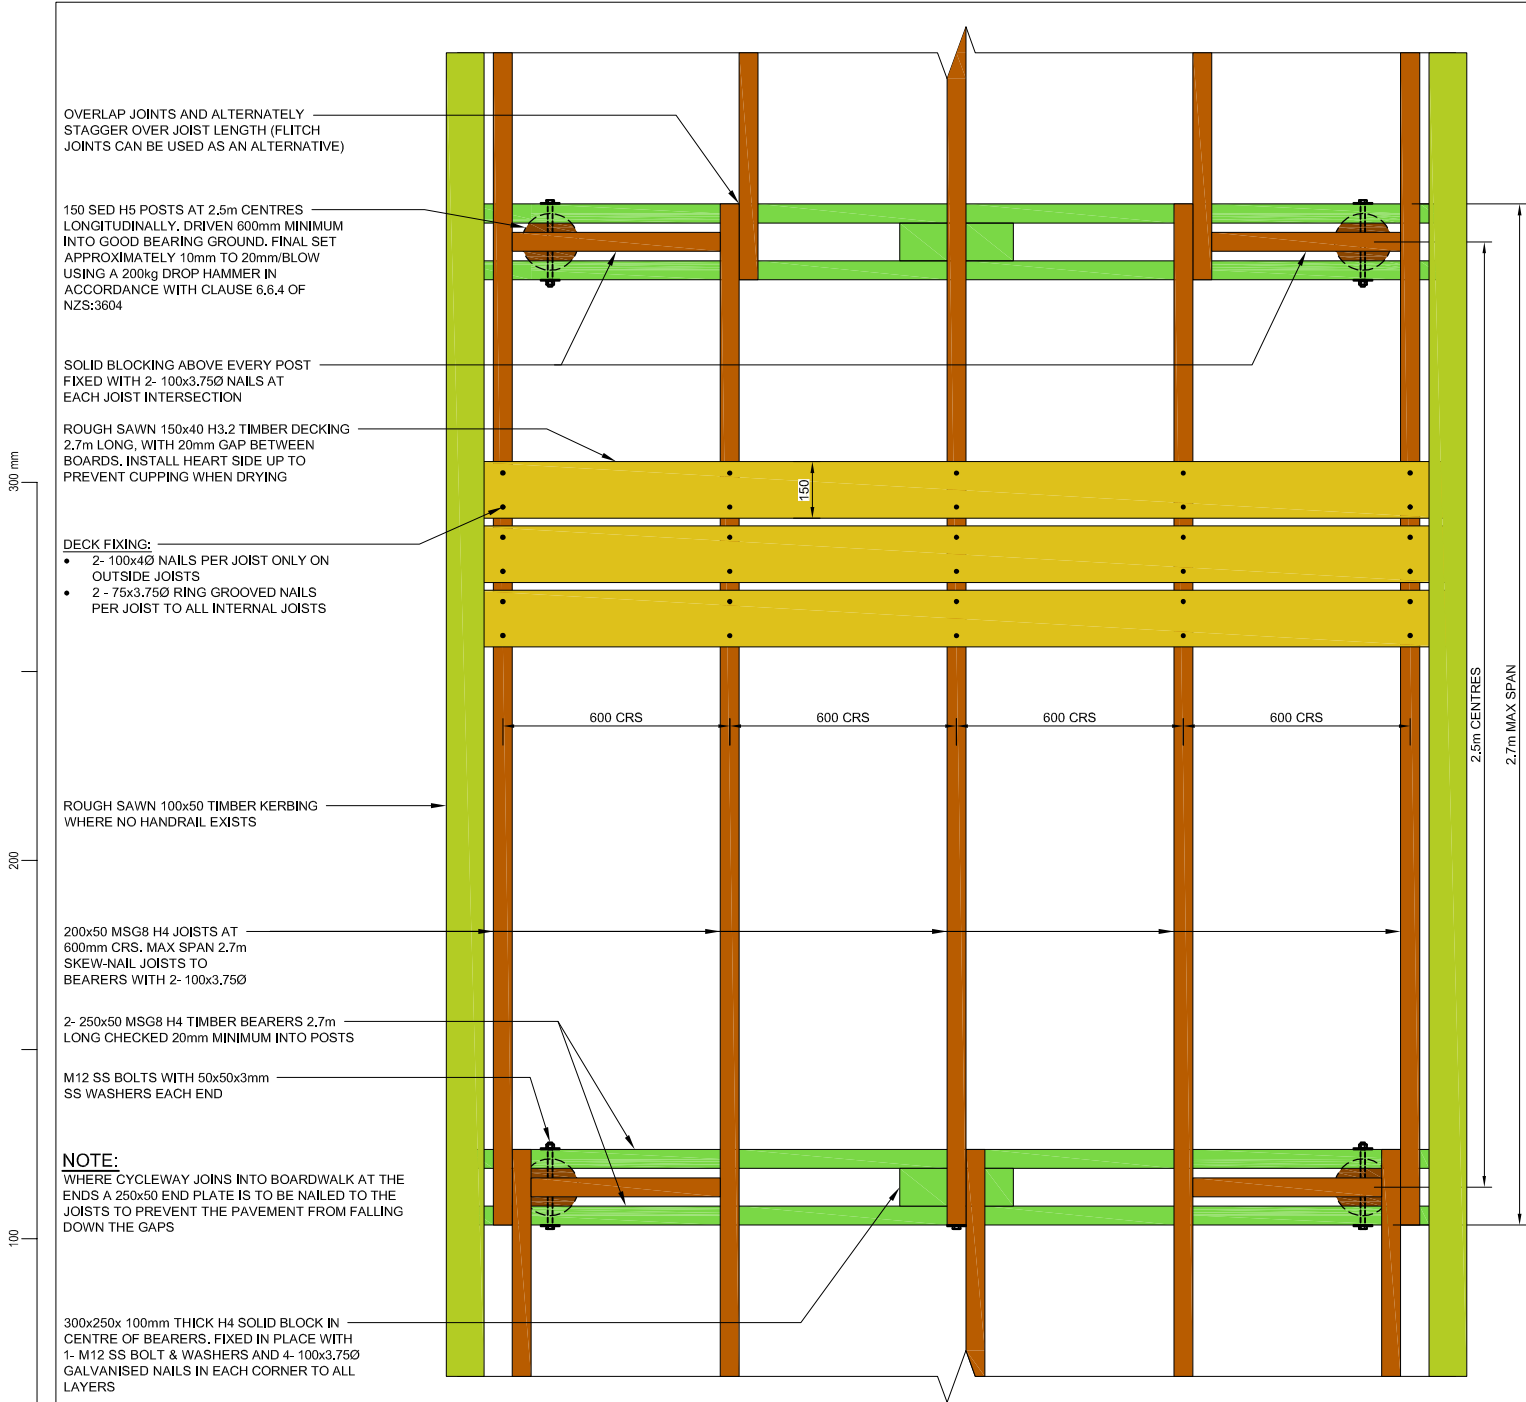 OVERLAP JOINTS AND ALTERNATELY
STAGGER OVER JOIST LENGTH (FLITCH
JOINTS CAN BE USED AS AN ALTERNATIVE)
150 SED H5 POSTS AT 2.5m CENTRES
LONGITUDINALLY. DRIVEN 600mm MINIMUM
INTO GOOD BEARING GROUND. FINAL SET
APPROXIMATELY 10mm TO 20mm/BLOW
USING A 200kg DROP HAMMER IN
ACCORDANCE WITH CLAUSE 6.6.4 OF
NZS:3604
SOLID BLOCKING ABOVE EVERY POST
FIXED WITH 2- 100x3.75Ø NAILS AT
EACH JOIST INTERSECTION
ROUGH SAWN 150x40 H3.2 TIMBER DECKING
2.7m LONG, WITH 20mm GAP BETWEEN
BOARDS. INSTALL HEART SIDE UP TO
PREVENT CUPPING WHEN DRYING
300 mm
150
DECK FIXING:
• 2- 100x4Ø NAILS PER JOIST ONLY ON
OUTSIDE JOISTS
• 2 - 75x3.75Ø RING GROOVED NAILS
PER JOIST TO ALL INTERNAL JOISTS
600 CRS
600 CRS
600 CRS
600 CRS
2.5m CENTRES
2.7m MAX SPAN
ROUGH SAWN 100x50 TIMBER KERBING
WHERE NO HANDRAIL EXISTS
200
200x50 MSG8 H4 JOISTS AT
600mm CRS. MAX SPAN 2.7m
SKEW-NAIL JOISTS TO
BEARERS WITH 2- 100x3.75Ø
2- 250x50 MSG8 H4 TIMBER BEARERS 2.7m
LONG CHECKED 20mm MINIMUM INTO POSTS
M12 SS BOLTS WITH 50x50x3mm
SS WASHERS EACH END
NOTE:
WHERE CYCLEWAY JOINS INTO BOARDWALK AT THE
ENDS A 250x50 END PLATE IS TO BE NAILED TO THE
JOISTS TO PREVENT THE PAVEMENT FROM FALLING
DOWN THE GAPS
100
300x250x 100mm THICK H4 SOLID BLOCK IN
CENTRE OF BEARERS. FIXED IN PLACE WITH
1- M12 SS BOLT & WASHERS AND 4- 100x3.75Ø
GALVANISED NAILS IN EACH CORNER TO ALL
LAYERS